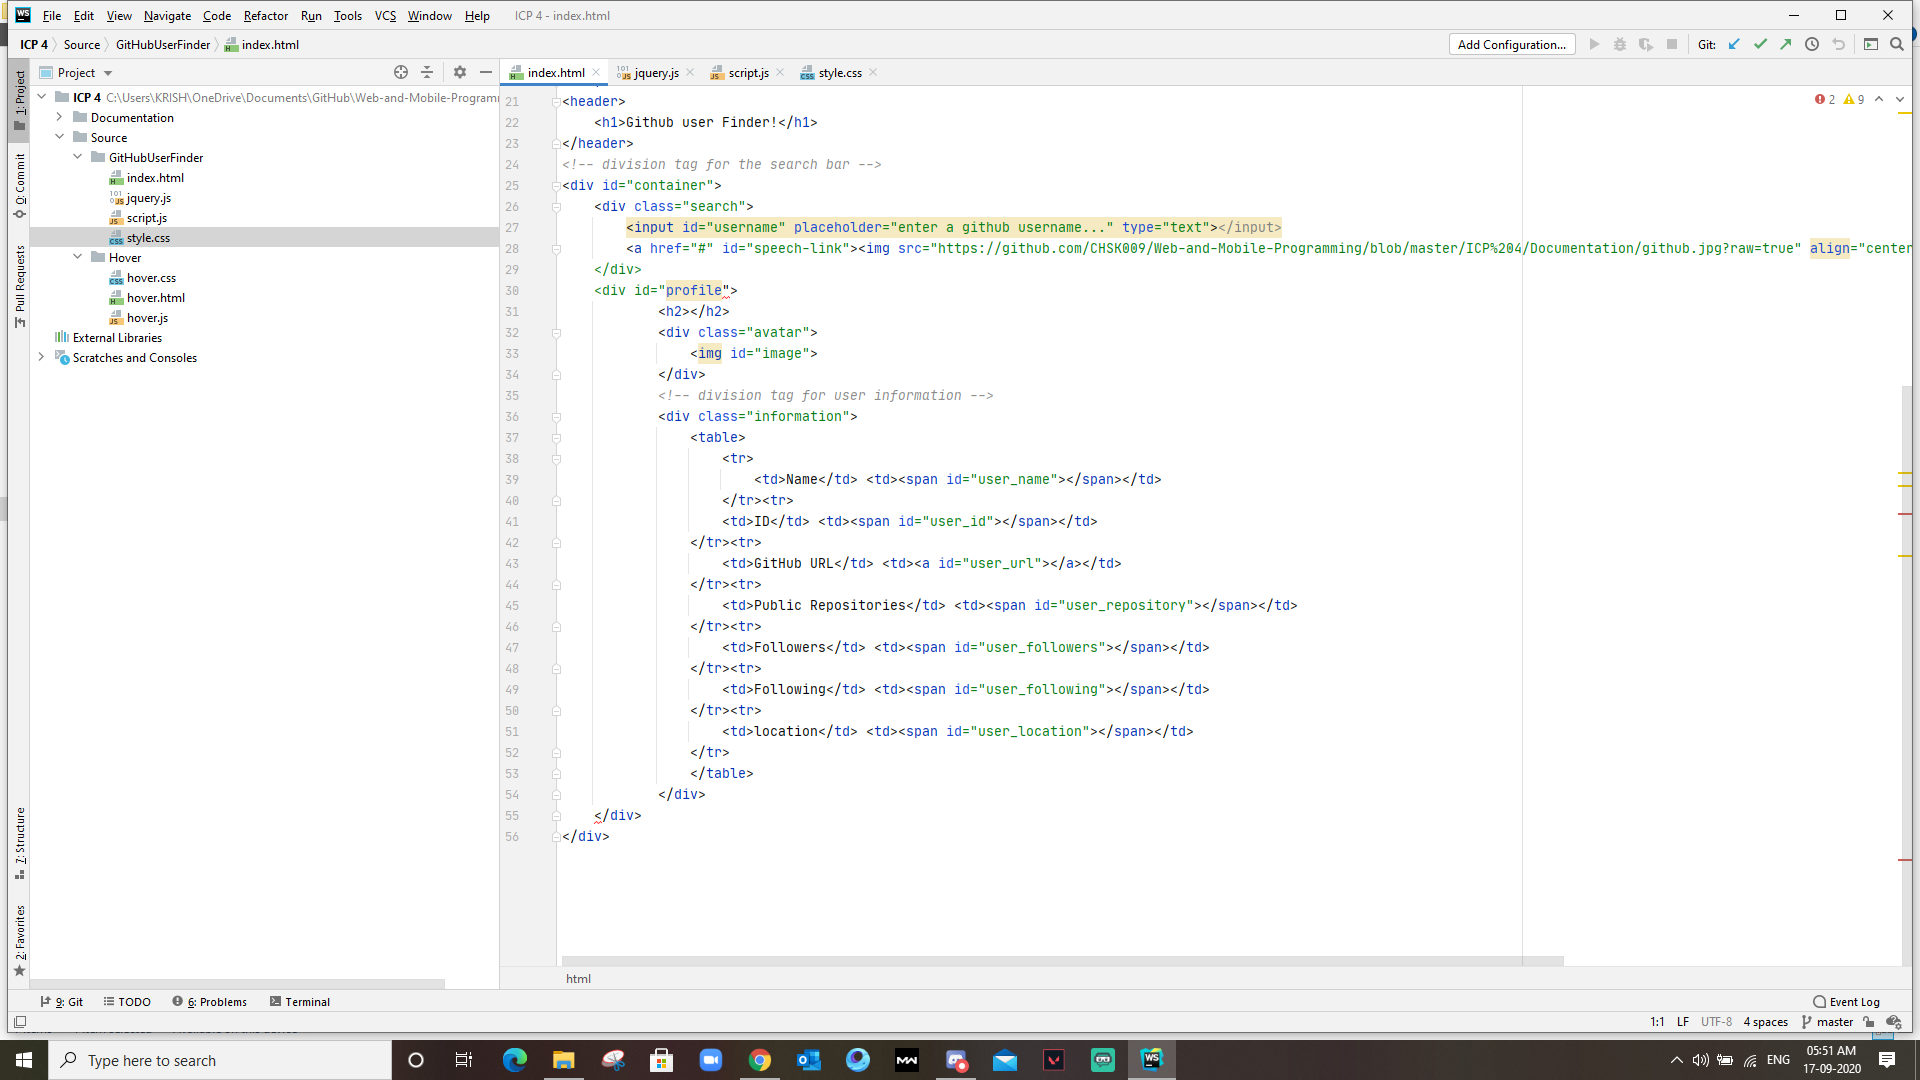 File Edit View Navigate Code Refactor Run Tools VCS Window Help ICP 4 - index.html
ICP 4 Source GitHubUserFinder index.html Add Configuration... Git:
1: Project
0: Commit
Pull Requests
7: Structure
2: Favorites
Project
ICP 4 C:\Users\KRISH\OneDrive\Documents\GitHub\Web-and-Mobile-Programm
Documentation
Source
GitHubUserFinder
index.html
jquery.js
script.js
style.css
Hover
hover.css
hover.html
hover.js
External Libraries
Scratches and Consoles
index.html jquery.js script.js style.css
2 9
21 <header>
22 <h1>Github user Finder!</h1>
23 </header>
24 <!-- division tag for the search bar -->
25 <div id="container">
26 <div class="search">
27 <input id="username" placeholder="enter a github username..." type="text"></input>
28 <a href="#" id="speech-link"><img src="https://github.com/CHSK009/Web-and-Mobile-Programming/blob/master/ICP%204/Documentation/github.jpg?raw=true" align="center
29 </div>
30 <div id="profile">
31 <h2></h2>
32 <div class="avatar">
33 <img id="image">
34 </div>
35 <!-- division tag for user information -->
36 <div class="information">
37 <table>
38 <tr>
39 <td>Name</td> <td><span id="user_name"></span></td>
40 </tr><tr>
41 <td>ID</td> <td><span id="user_id"></span></td>
42 </tr><tr>
43 <td>GitHub URL</td> <td><a id="user_url"></a></td>
44 </tr><tr>
45 <td>Public Repositories</td> <td><span id="user_repository"></span></td>
46 </tr><tr>
47 <td>Followers</td> <td><span id="user_followers"></span></td>
48 </tr><tr>
49 <td>Following</td> <td><span id="user_following"></span></td>
50 </tr><tr>
51 <td>location</td> <td><span id="user_location"></span></td>
52 </tr>
53 </table>
54 </div>
55 </div>
56 </div>
html
9: Git TODO 6: Problems Terminal Event Log
1:1 LF UTF-8 4 spaces master
Type here to search
ENG
05:51 AM
17-09-2020